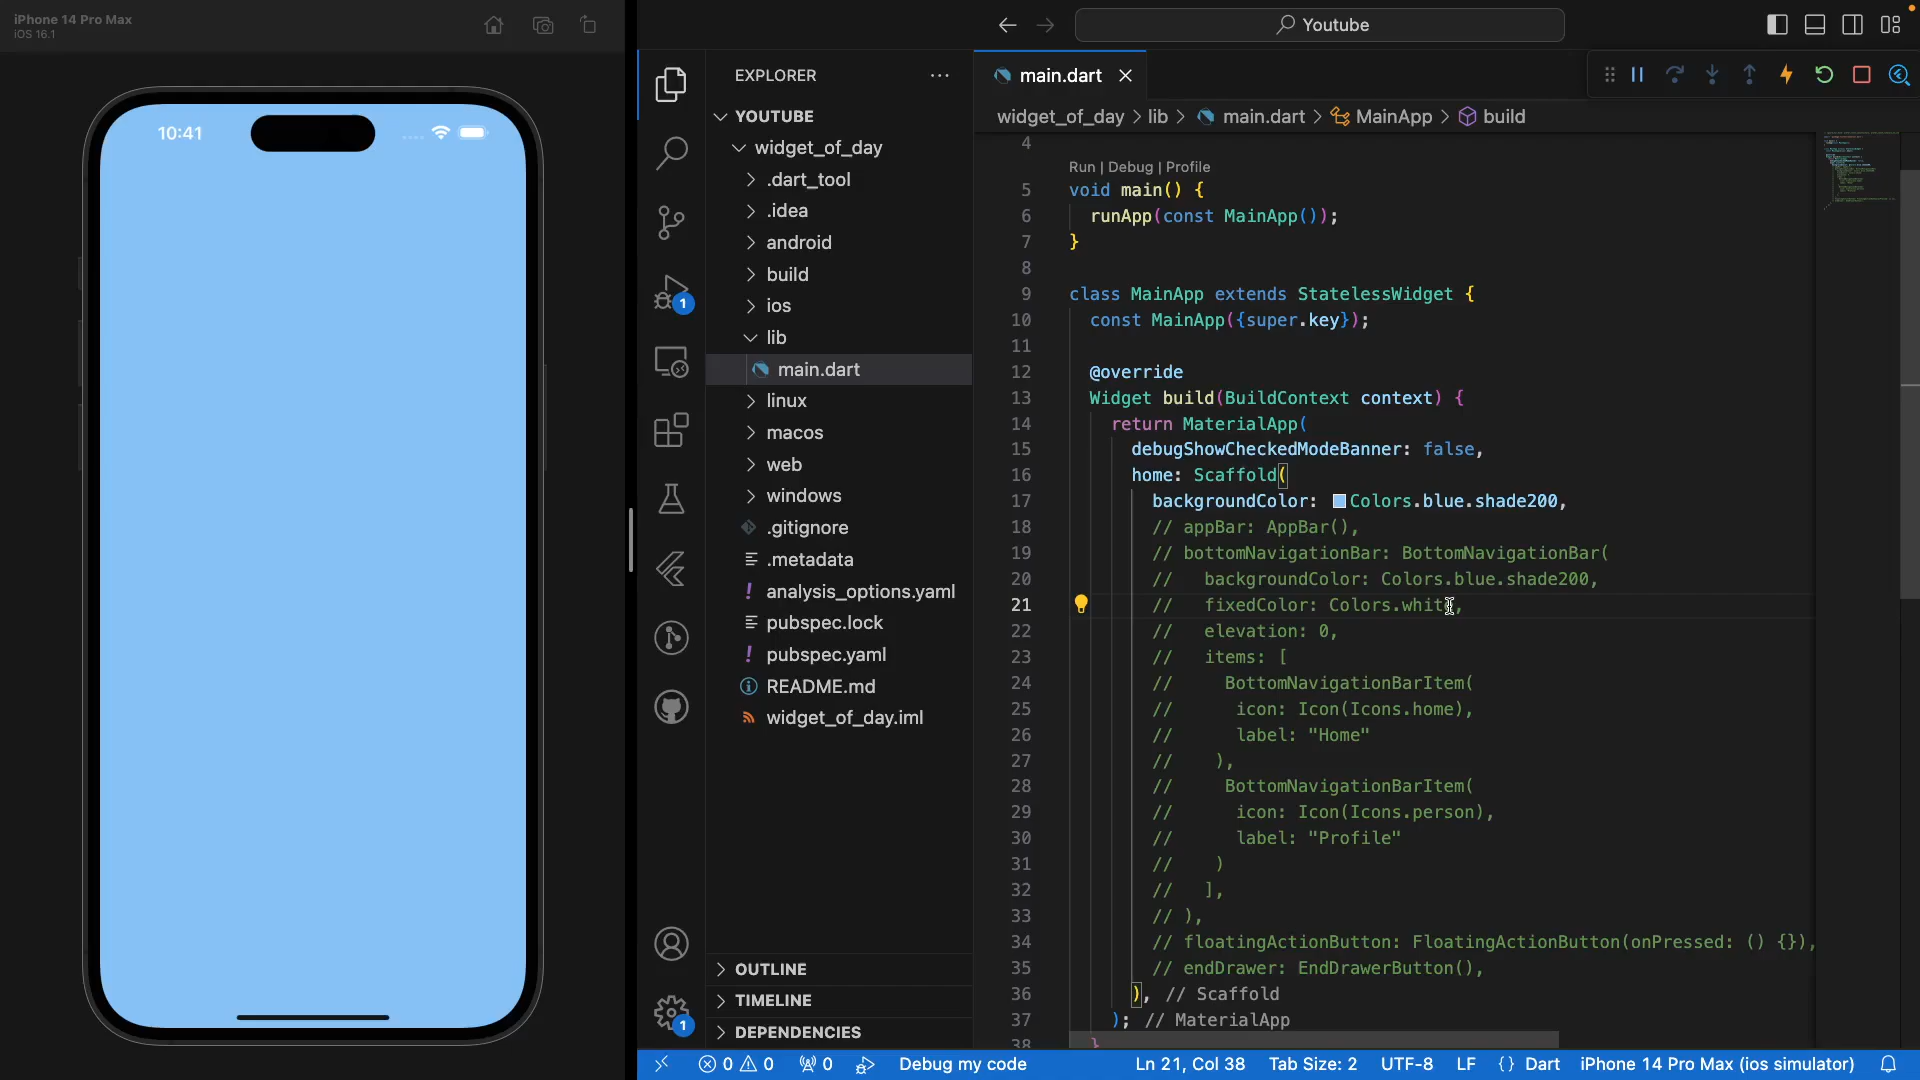 iPhone 14 Pro Max
iOS 16.1
10:41
Youtube
EXPLORER
YOUTUBE
widget_of_day
.dart_tool
.idea
android
build
ios
lib
main.dart
linux
macos
web
windows
.gitignore
.metadata
analysis_options.yaml
pubspec.lock
pubspec.yaml
README.md
widget_of_day.iml
OUTLINE
TIMELINE
DEPENDENCIES
1
1
main.dart
widget_of_day > lib > main.dart > MainApp > build
4
Run | Debug | Profile
5 void main() {
6 runApp(const MainApp());
7 }
8
9 class MainApp extends StatelessWidget {
10 const MainApp({super.key});
11
12 @override
13 Widget build(BuildContext context) {
14 return MaterialApp(
15 debugShowCheckedModeBanner: false,
16 home: Scaffold(
17 backgroundColor: Colors.blue.shade200,
18 // appBar: AppBar(),
19 // bottomNavigationBar: BottomNavigationBar(
20 // backgroundColor: Colors.blue.shade200,
21 // fixedColor: Colors.white,
22 // elevation: 0,
23 // items: [
24 // BottomNavigationBarItem(
25 // icon: Icon(Icons.home),
26 // label: "Home"
27 // ),
28 // BottomNavigationBarItem(
29 // icon: Icon(Icons.person),
30 // label: "Profile"
31 // )
32 // ],
33 // ),
34 // floatingActionButton: FloatingActionButton(onPressed: () {}),
35 // endDrawer: EndDrawerButton(),
36 ), // Scaffold
37 ); // MaterialApp
38 }
0 0 0 Debug my code Ln 21, Col 38 Tab Size: 2 UTF-8 LF {} Dart iPhone 14 Pro Max (ios simulator)